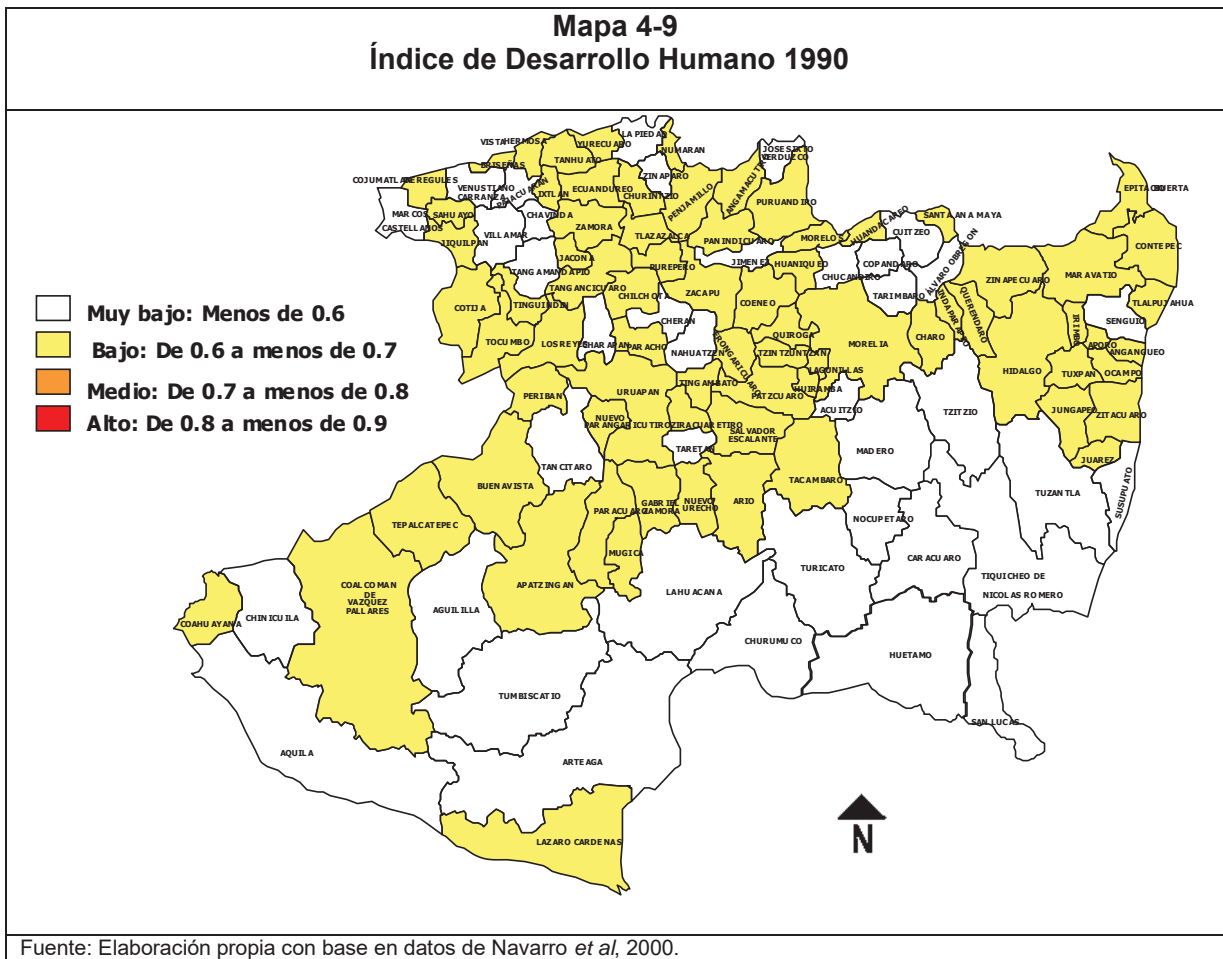 Mapa 4-9
Índice de Desarrollo Humano 1990
LA PIEDAD
VISTA HERMOSA
YURECUARO
NUMARAN
JOSE SIXTO
VERDUZCO
BRISEÑAS
TANHUATO
ZINAPARO
COJUMATLAN DE REGULES
VENUSTIANO
CARRANZA
PAJACUARAN
IXTLAN
ECUANDUREO
CHURINTZIO
PENJAMILLO
ANGAMACUTIRO
PURUANDIRO
EPITACIO HUERTA
MARCOS
CASTELLANOS
SAHUAYO
CHAVINDA
ZAMORA
TLAZAZALCA
PANINDICUARO
MORELOS
HUANDACAREO
SANTA ANA MAYA
CUITZEO
VILLAMAR
JIQUILPAN
JACONA
PUREPERO
JIMENEZ
HUANIQUEO
COPANDARO
CHUCANDIRO
ALVARO OBREGON
CONTEPEC
MARAVATIO
ZINAPECUARO
TANGAMANDAPIO
TANGANCICUARO
CHILCHOTA
ZACAPU
COENEO
TARIMBARO
INDAPARAPEO
QUERENDARO
TLALPUJAHUA
COTIJA
TINGUINDIN
CHERAN
SENGUIO
IRIMBO
APORO
TOCUMBO
LOS REYES
CHARAPAN
PARACHO
NAHUATZEN
ERONGARICUARO
QUIROGA
TZINTZUNTZAN
MORELIA
CHARO
ANGANGUEO
LAGUNILLAS
HIDALGO
TUXPAN
OCAMPO
PERIBAN
URUAPAN
TINGAMBATO
PATZCUARO
HUIRAMBA
ACUITZIO
TZITZIO
JUNGAPEO
ZITACUARO
NUEVO
PARANGARICUTIRO
ZIRACUARETIRO
SALVADOR
ESCALANTE
TARETAN
MADERO
JUAREZ
TANCITARO
BUENAVISTA
TACAMBARO
TUZANTLA
SUSUPUATO
PARACUARO
GABRIEL
ZAMORA
NUEVO
URECHO
ARIO
NOCUPETARO
TEPALCATEPEC
MUGICA
CARACUARO
TURICATO
TIQUICHEO DE
NICOLAS ROMERO
COALCOMAN
DE
VAZQUEZ
PALLARES
AGUILILLA
APATZINGAN
LAHUACANA
CHINICUILA
COAHUAYANA
CHURUMUCO
HUETAMO
TUMBISCATIO
SAN LUCAS
AQUILA
ARTEAGA
LAZARO CARDENAS
Muy bajo: Menos de 0.6
Bajo: De 0.6 a menos de 0.7
Medio: De 0.7 a menos de 0.8
Alto: De 0.8 a menos de 0.9
N
Fuente: Elaboración propia con base en datos de Navarro et al, 2000.